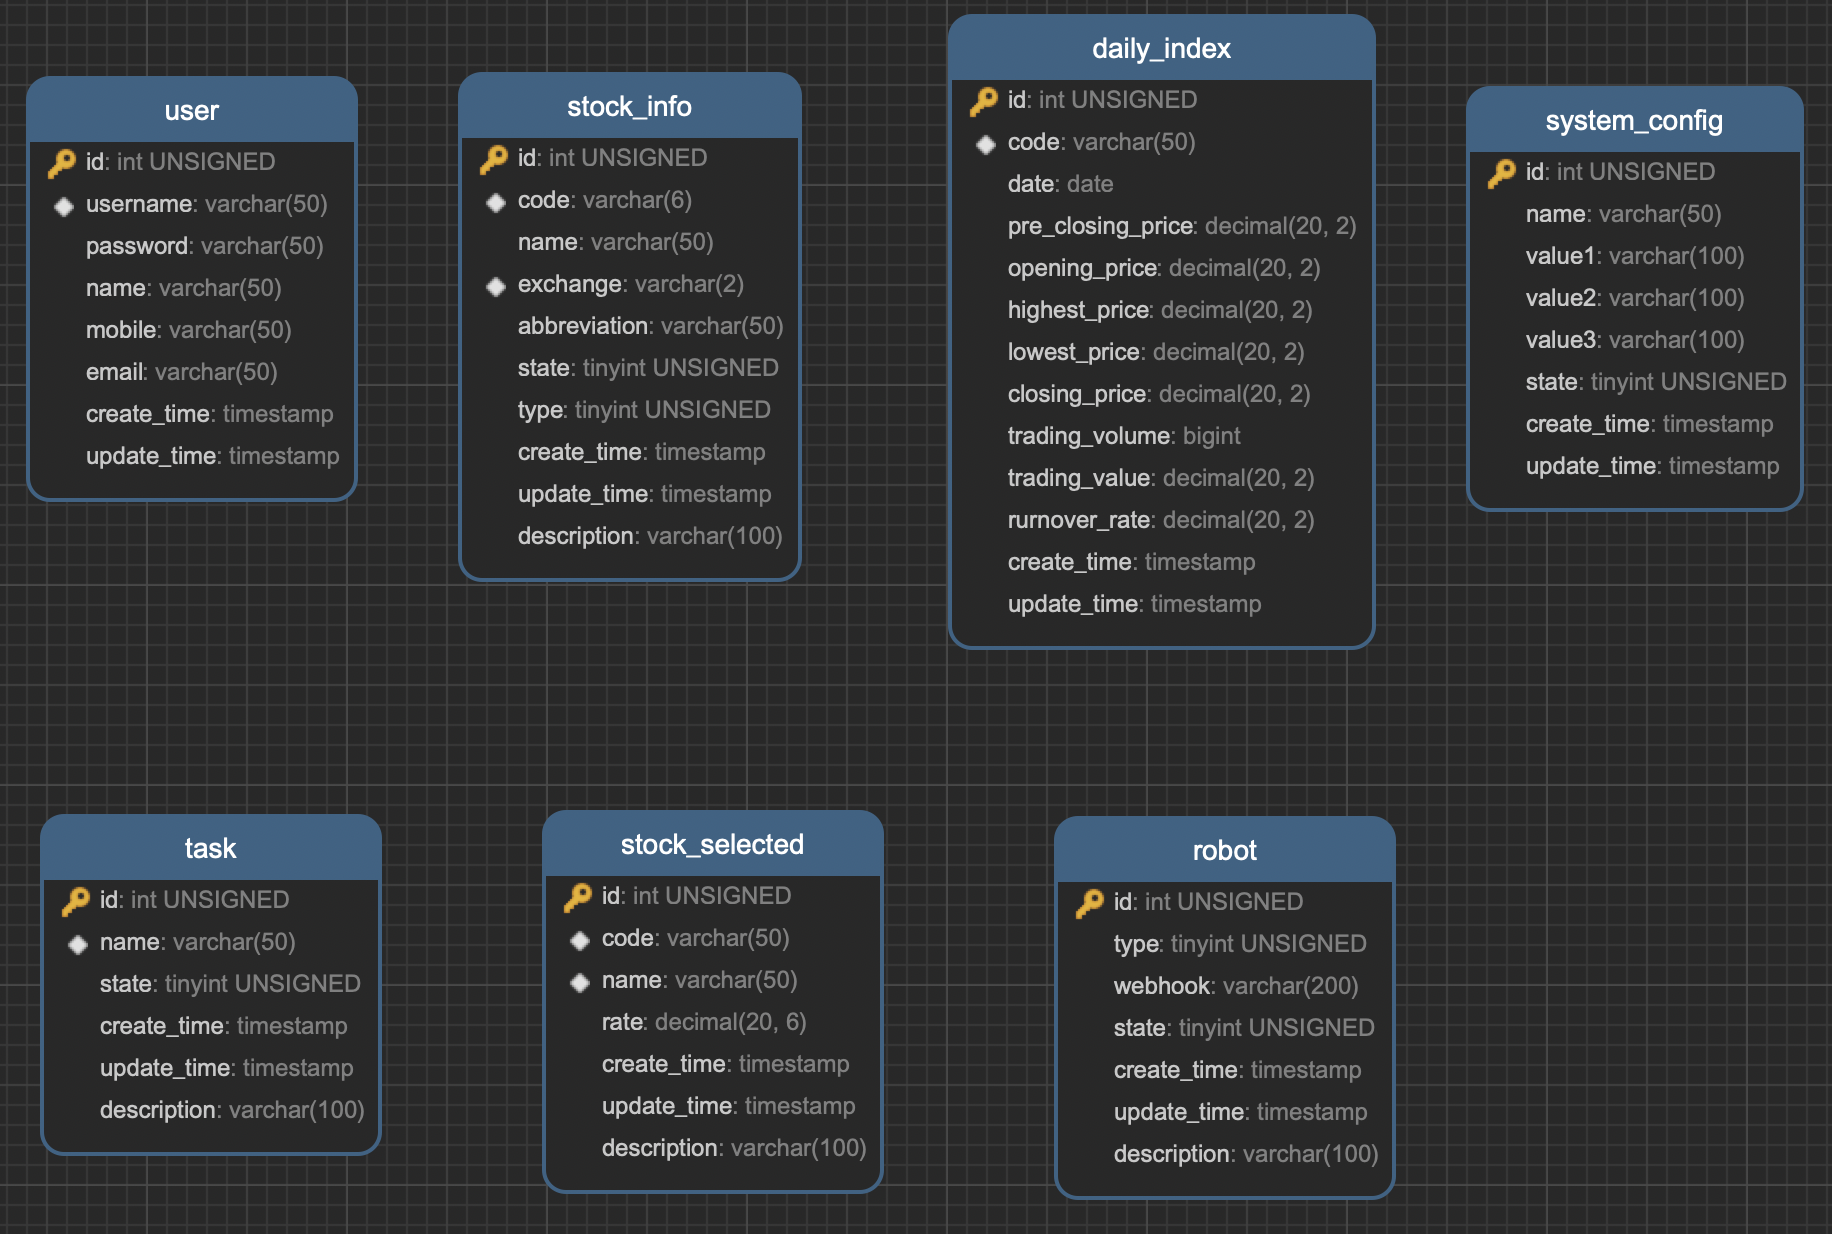 user
id: int UNSIGNED
username: varchar(50)
password: varchar(50)
name: varchar(50)
mobile: varchar(50)
email: varchar(50)
create_time: timestamp
update_time: timestamp
stock_info
id: int UNSIGNED
code: varchar(6)
name: varchar(50)
exchange: varchar(2)
abbreviation: varchar(50)
state: tinyint UNSIGNED
type: tinyint UNSIGNED
create_time: timestamp
update_time: timestamp
description: varchar(100)
daily_index
id: int UNSIGNED
code: varchar(50)
date: date
pre_closing_price: decimal(20, 2)
opening_price: decimal(20, 2)
highest_price: decimal(20, 2)
lowest_price: decimal(20, 2)
closing_price: decimal(20, 2)
trading_volume: bigint
trading_value: decimal(20, 2)
rurnover_rate: decimal(20, 2)
create_time: timestamp
update_time: timestamp
system_config
id: int UNSIGNED
name: varchar(50)
value1: varchar(100)
value2: varchar(100)
value3: varchar(100)
state: tinyint UNSIGNED
create_time: timestamp
update_time: timestamp
task
id: int UNSIGNED
name: varchar(50)
state: tinyint UNSIGNED
create_time: timestamp
update_time: timestamp
description: varchar(100)
stock_selected
id: int UNSIGNED
code: varchar(50)
name: varchar(50)
rate: decimal(20, 6)
create_time: timestamp
update_time: timestamp
description: varchar(100)
robot
id: int UNSIGNED
type: tinyint UNSIGNED
webhook: varchar(200)
state: tinyint UNSIGNED
create_time: timestamp
update_time: timestamp
description: varchar(100)